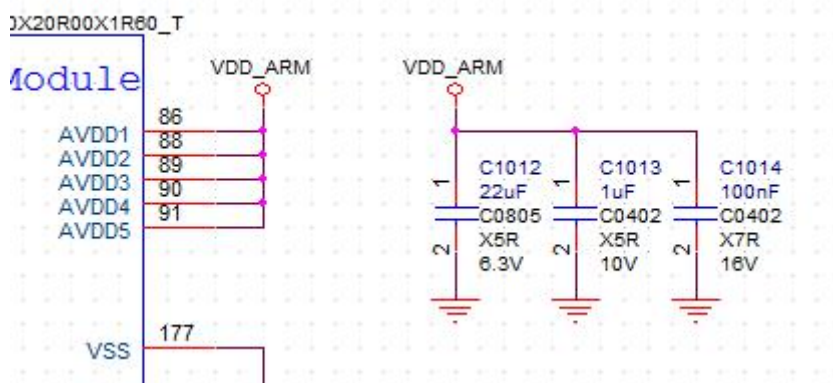 0X20R00X1R60_T
Module
VDD_ARM
VDD_ARM
86
AVDD1
88
AVDD2
89
AVDD3
90
AVDD4
91
AVDD5
177
VSS
1
C1012
22uF
C0805
X5R
6.3V
2
1
C1013
1uF
C0402
X5R
10V
2
1
C1014
100nF
C0402
X7R
16V
2